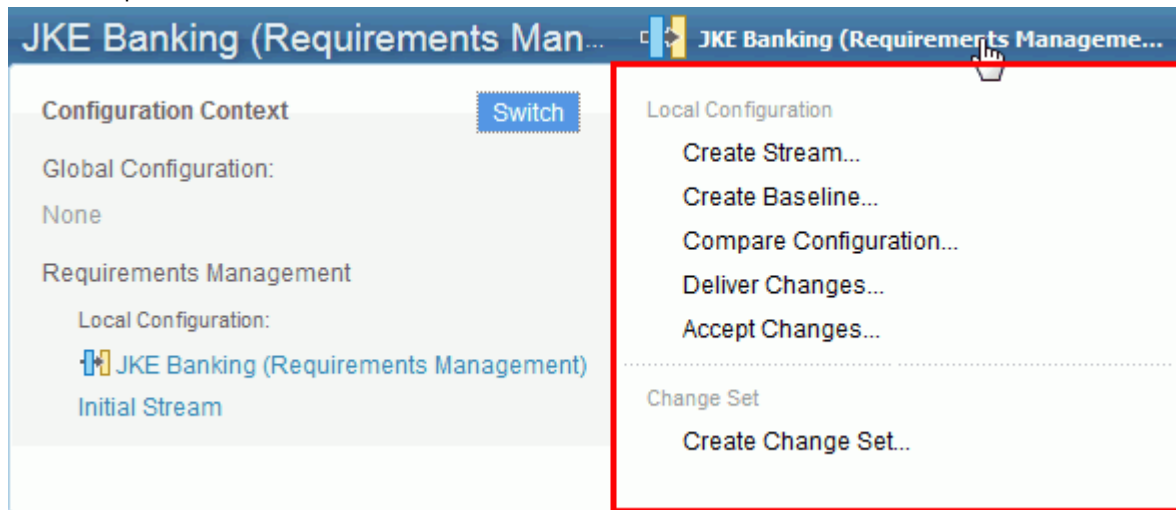 JKE Banking (Requirements Man...
JKE Banking (Requirements Manageme...
Configuration Context
Switch
Global Configuration:
None
Requirements Management
Local Configuration:
JKE Banking (Requirements Management)
Initial Stream
Local Configuration
Create Stream...
Create Baseline...
Compare Configuration...
Deliver Changes...
Accept Changes...
Change Set
Create Change Set...